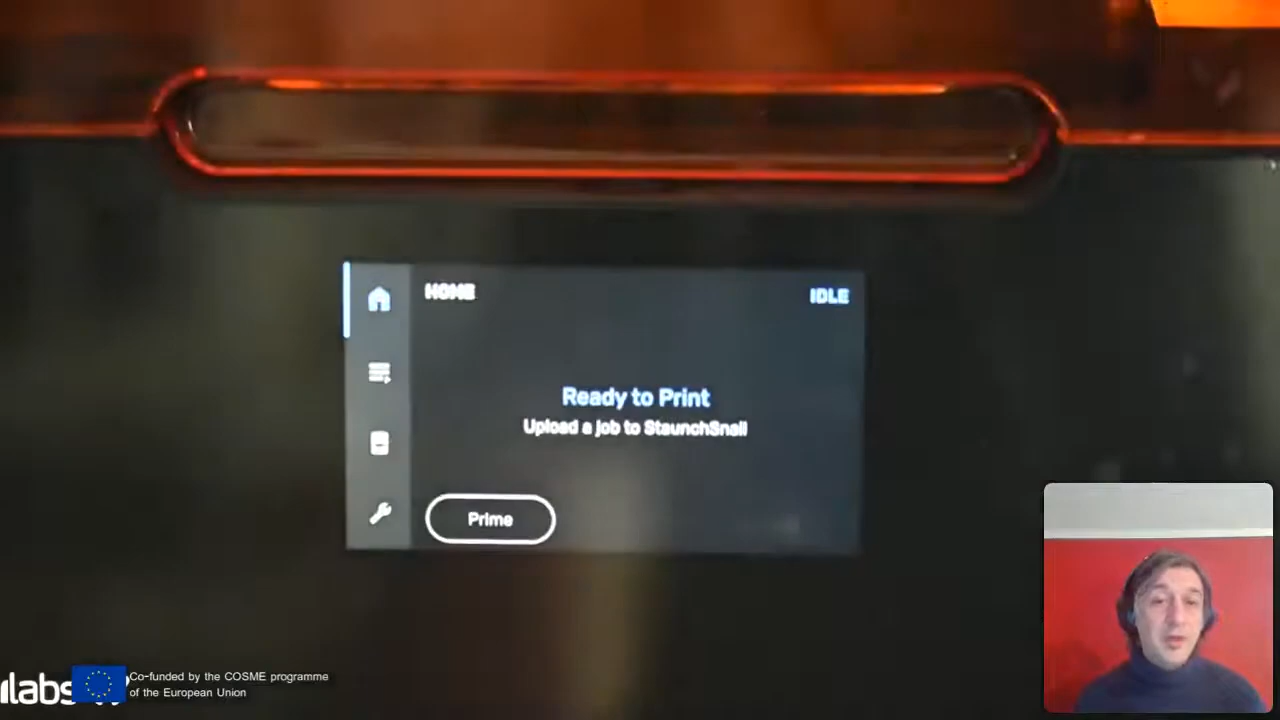 HOME
IDLE
Ready to Print
Upload a job to StaunchSnail
Prime
labs
Co-funded by the COSME programme
of the European Union